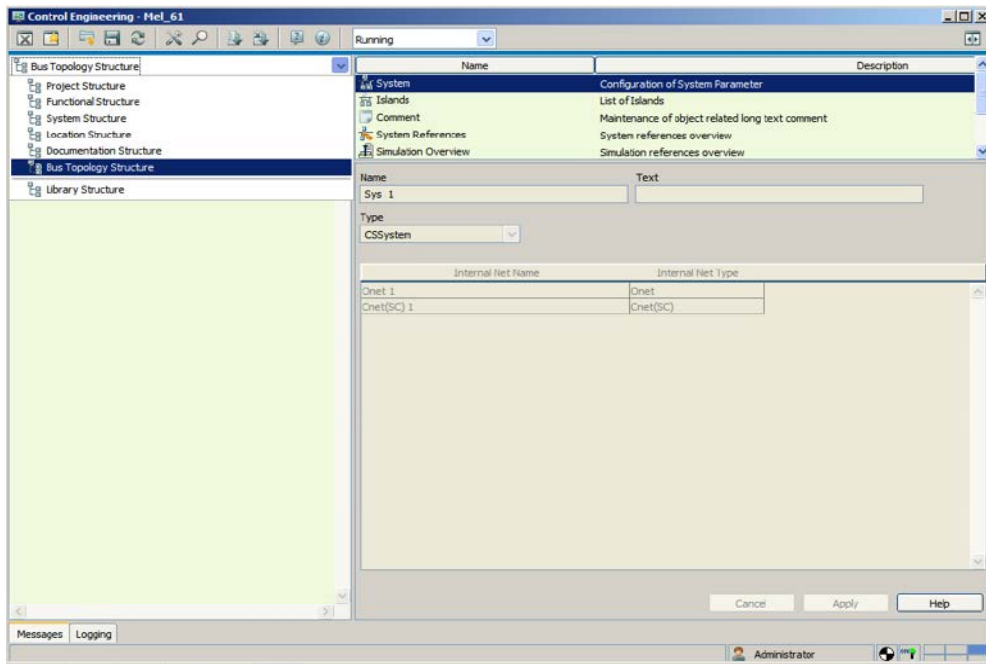 Control Engineering - Mel_61
Running
Bus Topology Structure
Project Structure
Functional Structure
System Structure
Location Structure
Documentation Structure
Bus Topology Structure
Library Structure
Name Description
System Configuration of System Parameter
Islands List of Islands
Comment Maintenance of object related long text comment
System References System references overview
Simulation Overview Simulation references overview
Name Text
Sys 1
Type
CSSystem
Internal Net Name Internal Net Type
Onet 1 Onet
Cnet(SC) 1 Cnet(SC)
Cancel Apply Help
Messages Logging
Administrator